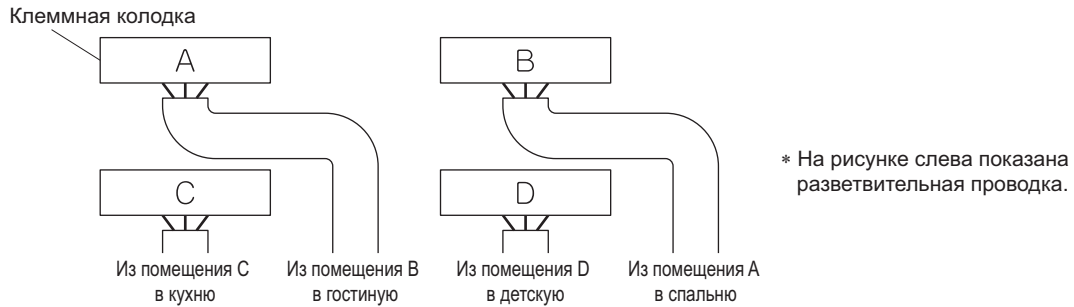 Клеммная колодка
A
B
* На рисунке слева показана
разветвительная проводка.
C
D
Из помещения C
в кухню
Из помещения B
в гостиную
Из помещения D
в детскую
Из помещения A
в спальню